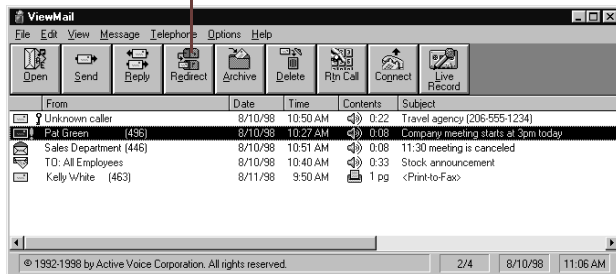 ViewMail
File Edit View Message Telephone Options Help
Open Send Reply Redirect Archive Delete Rtn Call Connect Live Record
From Date Time Contents Subject
Unknown caller 8/10/98 10:50 AM 0:22 Travel agency (206-555-1234)
Pat Green (496) 8/10/98 10:27 AM 0:08 Company meeting starts at 3pm today
Sales Department (446) 8/10/98 10:51 AM 0:08 11:30 meeting is canceled
TO: All Employees 8/10/98 10:40 AM 0:33 Stock announcement
Kelly White (463) 8/11/98 9:50 AM 1 pg <Print-to-Fax>
© 1992-1998 by Active Voice Corporation. All rights reserved. 2/4 8/10/98 11:06 AM